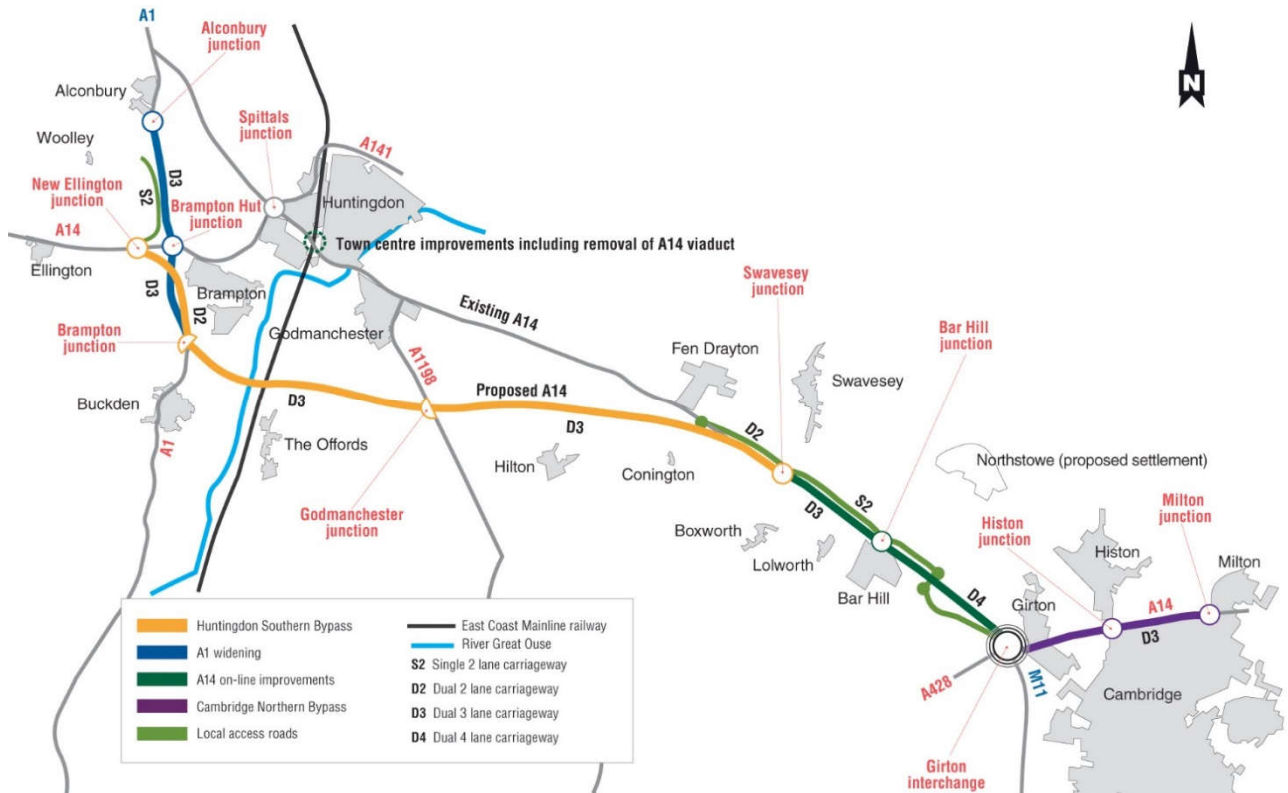 A1
Alconbury
junction
N
Alconbury
Woolley
Spittals
junction
A141
D3
S2
New Ellington
junction
Brampton Hut
junction
Huntingdon
A14
Ellington
Town centre improvements including removal of A14 viaduct
D3
D2
Brampton
Brampton
junction
Godmanchester
Existing A14
Swavesey
junction
Bar Hill
junction
Fen Drayton
Swavesey
A1198
Buckden
A1
D3
Proposed A14
D3
D2
The Offords
Hilton
Conington
Northstowe (proposed settlement)
Godmanchester
junction
S2
D3
Boxworth
Lolworth
Bar Hill
Histon
junction
Milton
junction
Histon
Milton
D4
Girton
A14
D3
A428
M11
Cambridge
Girton
interchange
Huntingdon Southern Bypass
A1 widening
A14 on-line improvements
Cambridge Northern Bypass
Local access roads
East Coast Mainline railway
River Great Ouse
S2 Single 2 lane carriageway
D2 Dual 2 lane carriageway
D3 Dual 3 lane carriageway
D4 Dual 4 lane carriageway